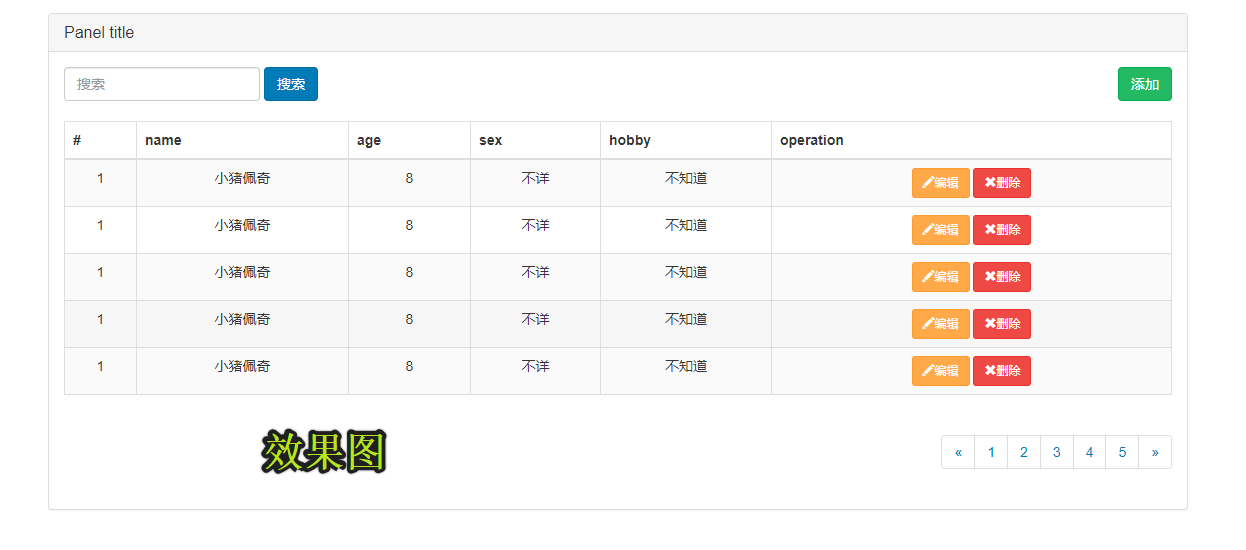 Panel title
搜索 搜索 添加
# name age sex hobby operation
1 小猪佩奇 8 不详 不知道 编辑 删除
1 小猪佩奇 8 不详 不知道 编辑 删除
1 小猪佩奇 8 不详 不知道 编辑 删除
1 小猪佩奇 8 不详 不知道 编辑 删除
1 小猪佩奇 8 不详 不知道 编辑 删除
效果图 « 1 2 3 4 5 »